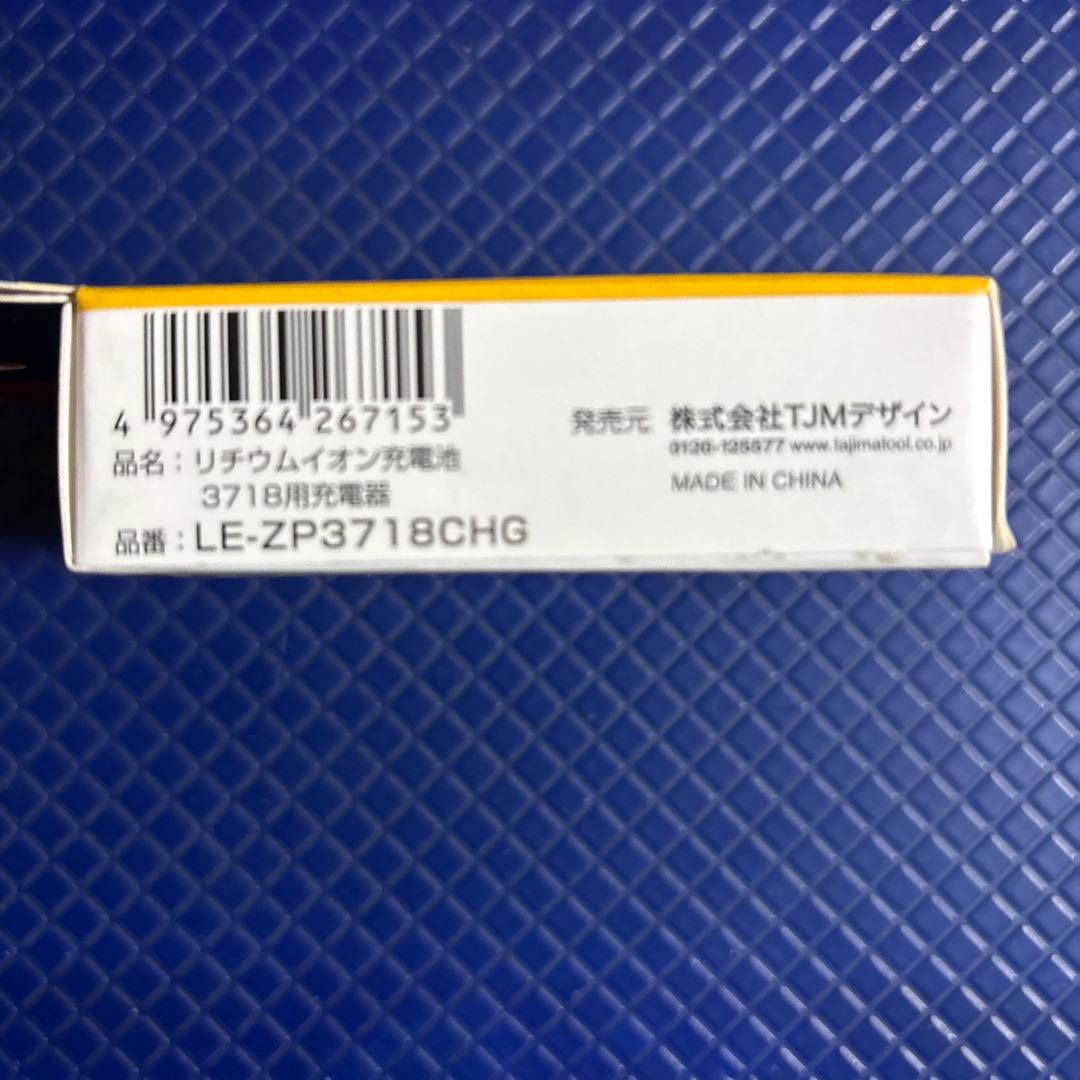 4 975364 267153
品名：リチウムイオン充電池
3718用充電器
品番：LE-ZP3718CHG
発売元 株式会社TJMデザイン
0120-125577 www.tajimatool.co.jp
MADE IN CHINA